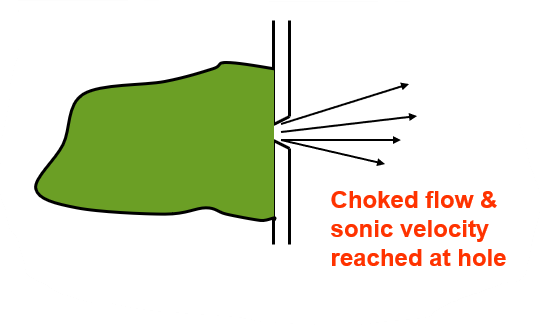 Choked flow &
sonic velocity
reached at hole